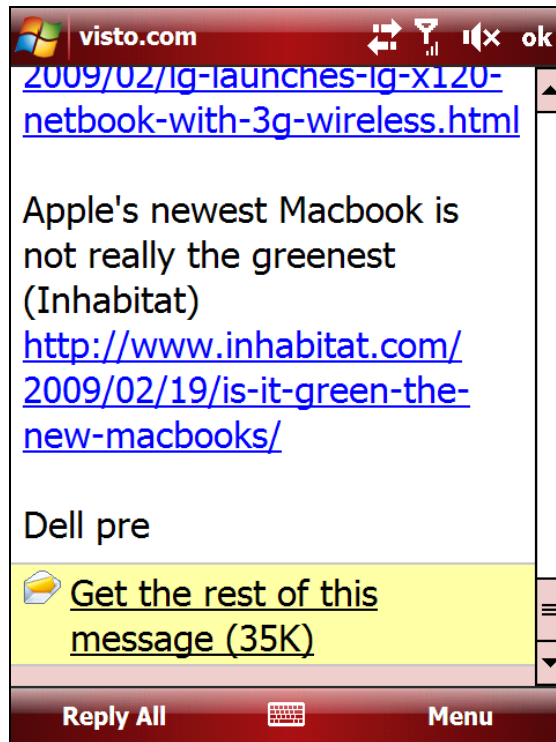 visto.com ok
2009/02/lg-launches-lg-x120-
netbook-with-3g-wireless.html
Apple's newest Macbook is
not really the greenest
(Inhabitat)
http://www.inhabitat.com/
2009/02/19/is-it-green-the-
new-macbooks/
Dell pre
Get the rest of this
message (35K)
Reply All Menu